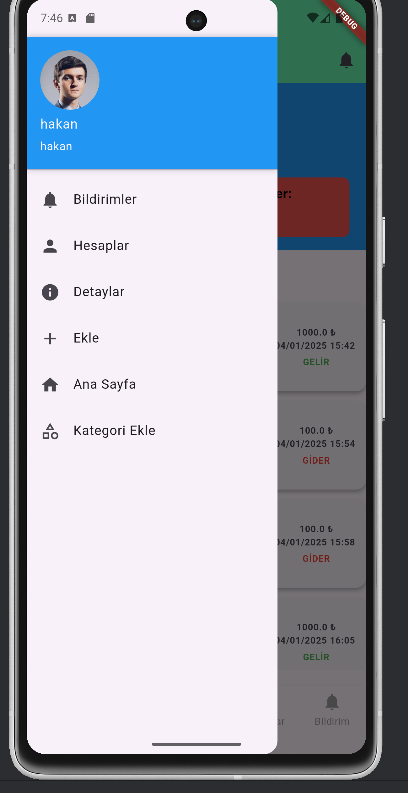 7:46
DEBUG
hakan
hakan
er:
Bildirimler
Hesaplar
Detaylar
Ekle
Ana Sayfa
Kategori Ekle
1000.0 ₺
04/01/2025 15:42
GELİR
100.0 ₺
04/01/2025 15:54
GİDER
100.0 ₺
04/01/2025 15:58
GİDER
1000.0 ₺
04/01/2025 16:05
GELİR
ar
Bildirim